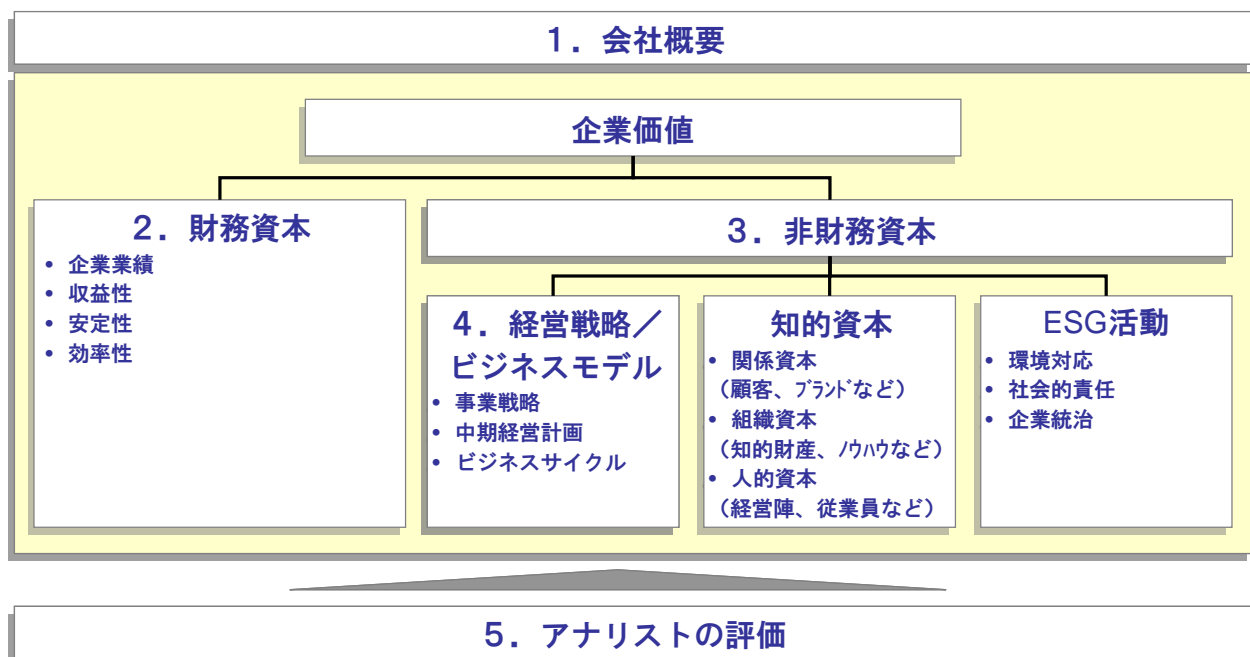 １．会社概要
企業価値
２．財務資本
• 企業業績
• 収益性
• 安定性
• 効率性
３．非財務資本
４．経営戦略／
ビジネスモデル
• 事業戦略
• 中期経営計画
• ビジネスサイクル
知的資本
• 関係資本
（顧客、ﾌﾞﾗﾝﾄﾞなど）
• 組織資本
（知的財産、ﾉｳﾊｳなど）
• 人的資本
（経営陣、従業員など）
ESG活動
• 環境対応
• 社会的責任
• 企業統治
５．アナリストの評価